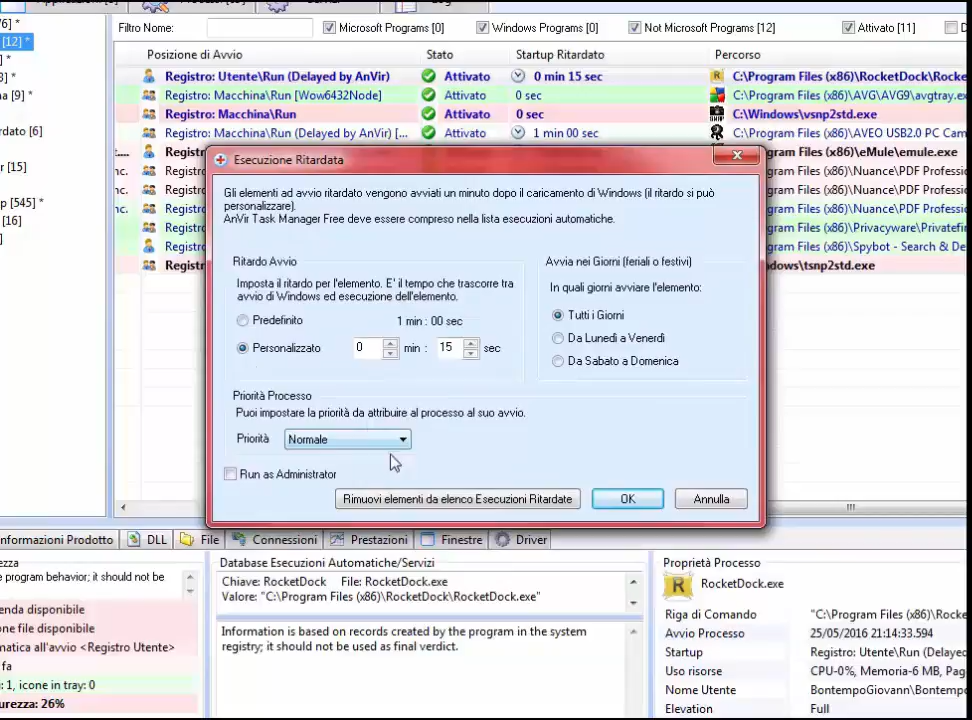 /6] *
Filtro Nome: Microsoft Programs [0] Windows Programs [0] Not Microsoft Programs [12] Attivato [11]
[12] *
Posizione di Avvio Stato Startup Ritardato Percorso
Registro: Utente\Run (Delayed by AnVir) Attivato 0 min 15 sec C:\Program Files (x86)\RocketDock\Rocke
a [9] * Registro: Macchina\Run [Wow6432Node] Attivato 0 sec C:\Program Files (x86)\AVG\AVG9\avgtray.ex
Registro: Macchina\Run Attivato 0 sec C:\Windows\vsnp2std.exe
dato [6] Registro: Macchina\Run (Delayed by AnVir) [... Attivato 1 min 00 sec C:\Program Files (x86)\AVEO USB2.0 PC Cam
Registr gram Files (x86)\eMule\emule.exe
r [15] nc. Registr gram Files (x86)\Nuance\PDF Professio
nc. Registr gram Files (x86)\Nuance\PDF Professio
p [545] * nc. Registr gram Files (x86)\Nuance\PDF Professio
[16] Registr gram Files (x86)\Privacyware\Privatefir
Registr gram Files (x86)\Spybot - Search & De
Registr dows\tsnp2std.exe
Esecuzione Ritardata
Gli elementi ad avvio ritardato vengono avviati un minuto dopo il caricamento di Windows (il ritardo si può
personalizzare).
AnVir Task Manager Free deve essere compreso nella lista esecuzioni automatiche.
Ritardo Avvio
Imposta il ritardo per l'elemento. E' il tempo che trascorre tra
avvio di Windows ed esecuzione dell'elemento.
Predefinito 1 min : 00 sec
Personalizzato 0 min : 15 sec
Avvia nei Giorni (feriali o festivi)
In quali giorni avviare l'elemento:
Tutti i Giorni
Da Lunedì a Venerdì
Da Sabato a Domenica
Priorità Processo
Puoi impostare la priorità da attribuire al processo al suo avvio.
Priorità Normale
Run as Administrator
Rimuovi elementi da elenco Esecuzioni Ritardate OK Annulla
nformazioni Prodotto DLL File Connessioni Prestazioni Finestre Driver
ezza
e program behavior; it should not be
enda disponibile
one file disponibile
matica all'avvio <Registro Utente>
fa
: 1, icone in tray: 0
urezza: 26%
Database Esecuzioni Automatiche/Servizi
Chiave: RocketDock File: RocketDock.exe
Valore: "C:\Program Files (x86)\RocketDock\RocketDock.exe"
Information is based on records created by the program in the system
registry; it should not be used as final verdict.
Proprietà Processo
RocketDock.exe
Riga di Comando "C:\Program Files (x86)\Rocke
Avvio Processo 25/05/2016 21:14:33.594
Startup Registro: Utente\Run (Delayed
Uso risorse CPU-0%, Memoria-6 MB, Pag
Nome Utente BontempoGiovann\Bontemp
Elevation Full